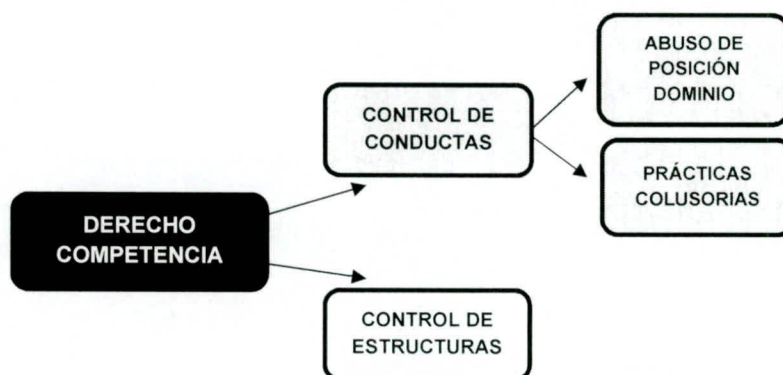 ABUSO DE
POSICIÓN
DOMINIO
CONTROL DE
CONDUCTAS
PRÁCTICAS
COLUSORIAS
DERECHO
COMPETENCIA
CONTROL DE
ESTRUCTURAS